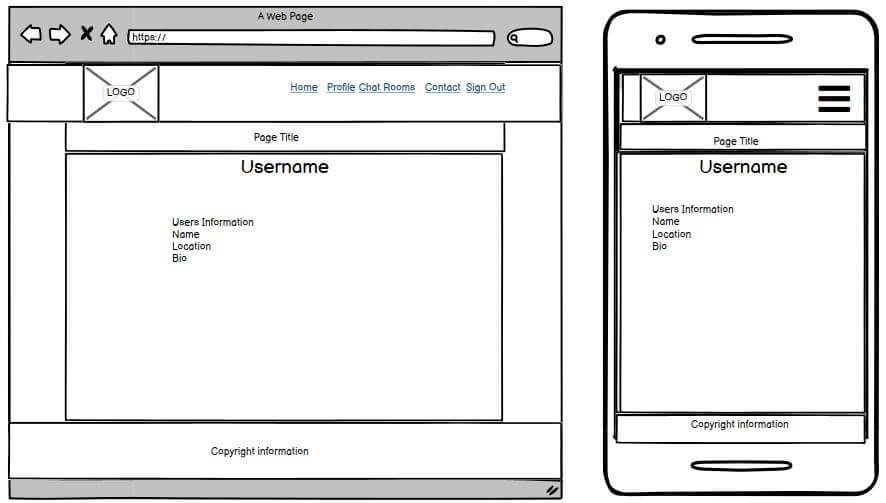 A Web Page
https://
LOGO
Home Profile Chat Rooms Contact Sign Out
Page Title
Username
Users Information
Name
Location
Bio
Copyright information
LOGO
Page Title
Username
Users Information
Name
Location
Bio
Copyright information